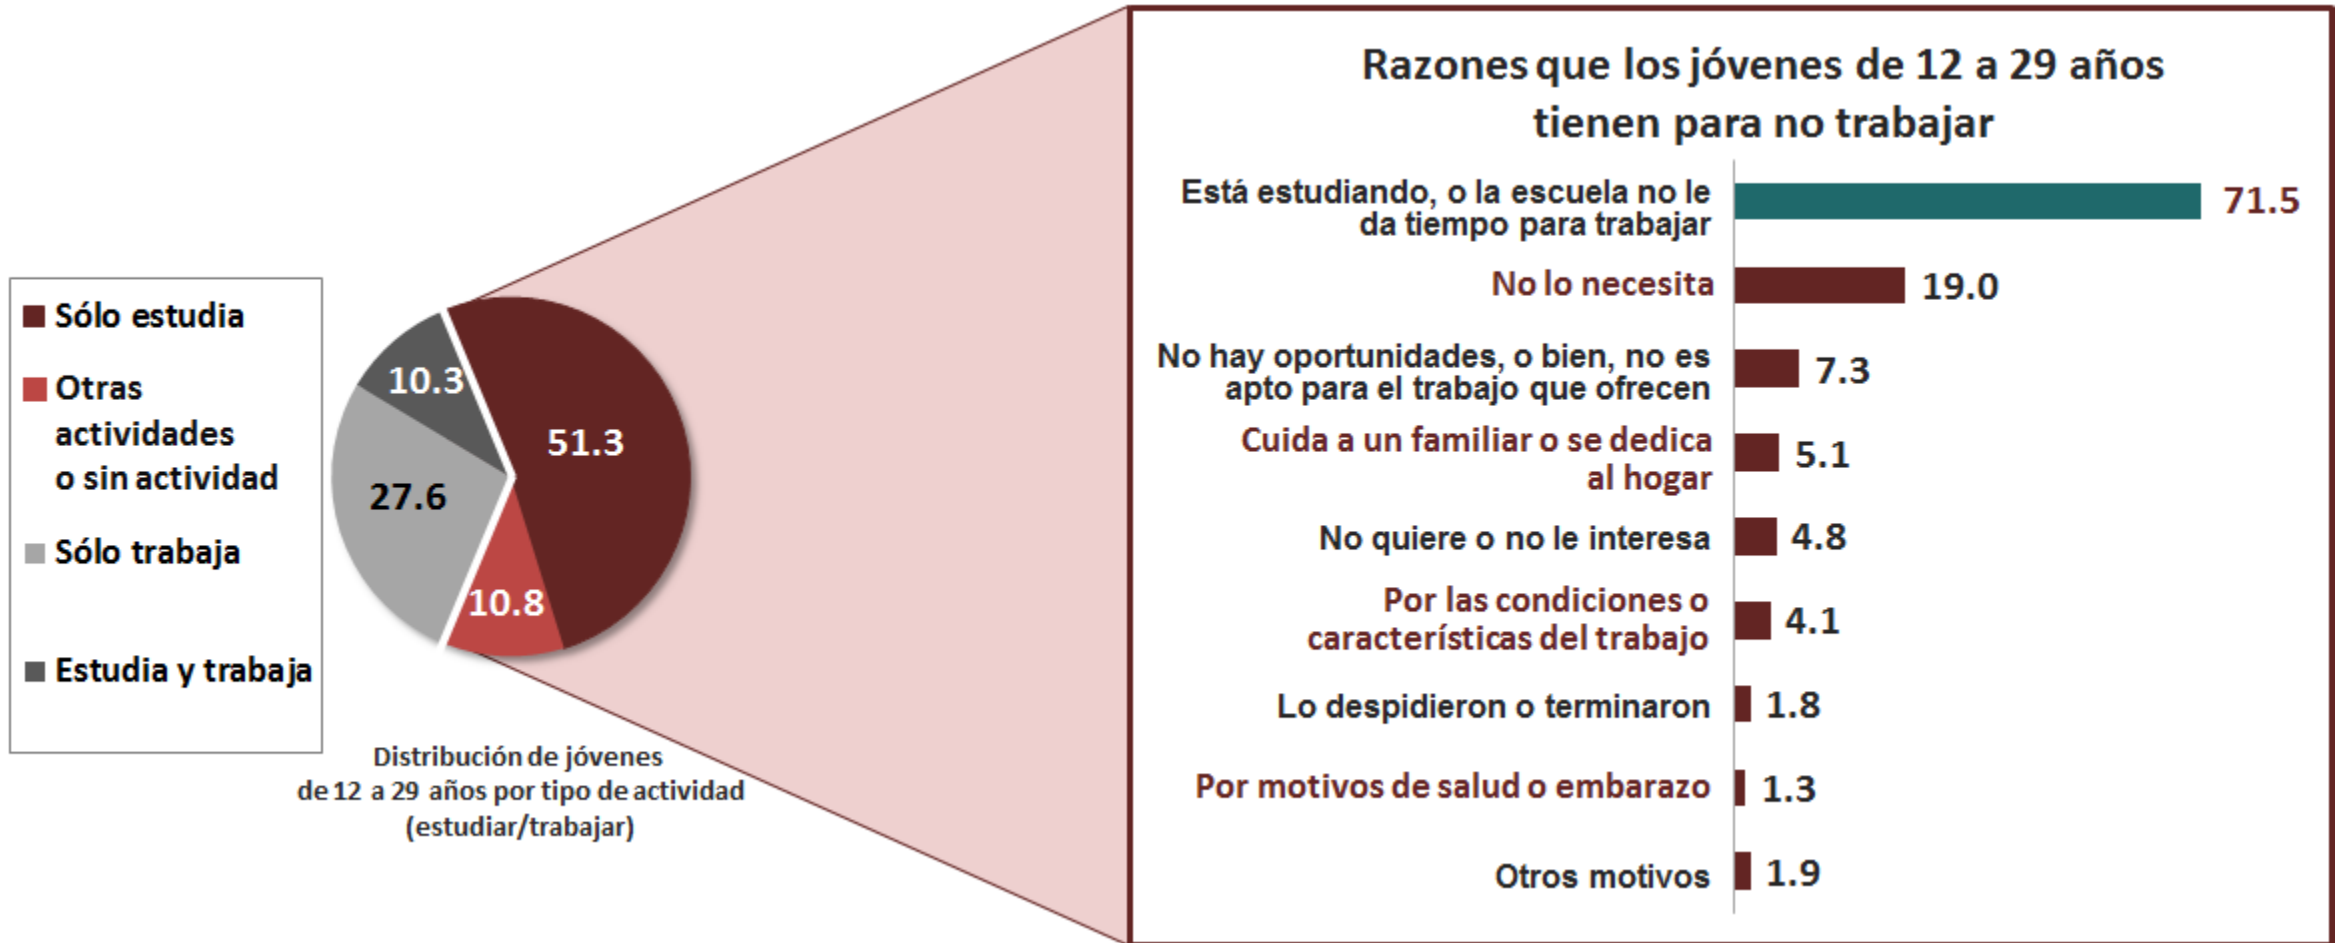 Razones que los jóvenes de 12 a 29 años
tienen para no trabajar
Está estudiando, o la escuela no le
da tiempo para trabajar
71.5
No lo necesita
19.0
No hay oportunidades, o bien, no es
apto para el trabajo que ofrecen
7.3
Cuida a un familiar o se dedica
al hogar
5.1
No quiere o no le interesa
4.8
Por las condiciones o
características del trabajo
4.1
Lo despidieron o terminaron
1.8
Por motivos de salud o embarazo
1.3
Otros motivos
1.9
Sólo estudia
Otras
actividades
o sin actividad
Sólo trabaja
Estudia y trabaja
10.3
51.3
27.6
10.8
Distribución de jóvenes
de 12 a 29 años por tipo de actividad
(estudiar/trabajar)